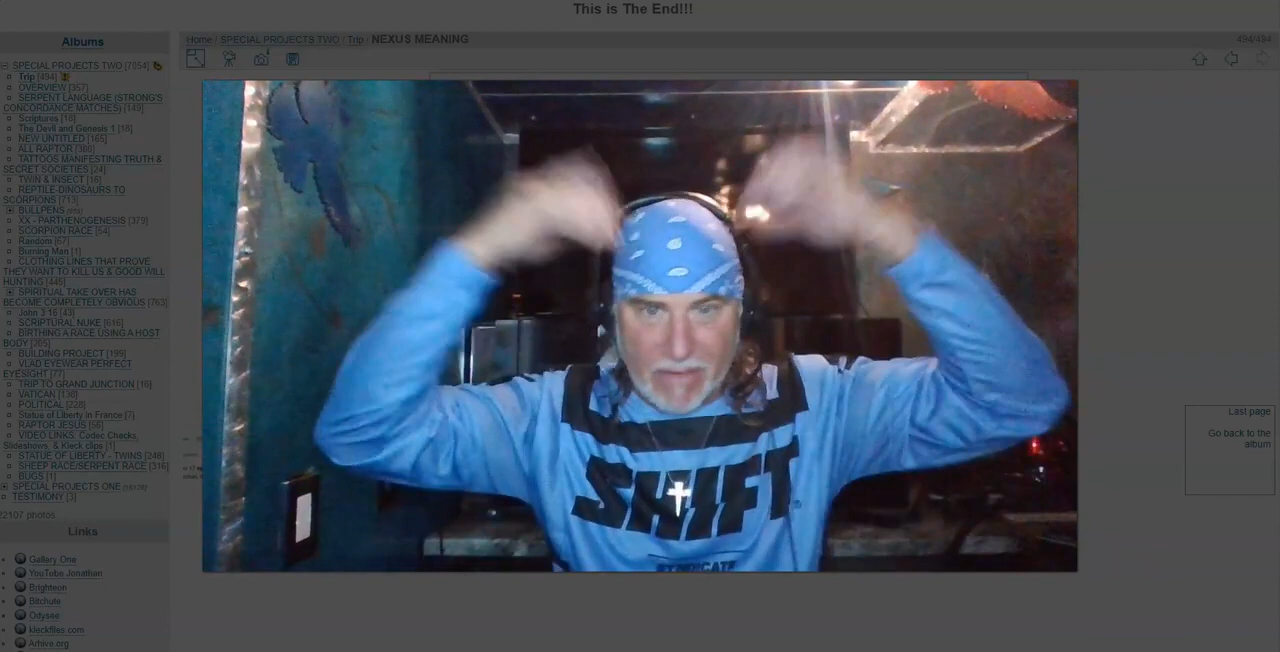 This is The End!!!
Albums
Home / SPECIAL PROJECTS TWO / Trip / NEXUS MEANING
494/494
SPECIAL PROJECTS TWO [7054]
Trip [494]
OVERVIEW [357]
SERPENT LANGUAGE (STRONG'S
CONCORDANCE MATCHES) [149]
Scriptures [18]
The Devil and Genesis 1 [18]
NEW UNTITLED [165]
ALL RAPTOR [380]
TATTOOS MANIFESTING TRUTH &
SECRET SOCIETIES [24]
TWIN & INSECT [16]
REPTILE-DINOSAURS TO
SCORPIONS [713]
BULLPENS
XX - PARTHENOGENESIS [379]
SCORPION RACE [54]
Random [67]
Burning Man [1]
CLOTHING LINES THAT PROVE
THEY WANT TO KILL US & GOOD WILL
HUNTING [445]
SPIRITUAL TAKE OVER HAS
BECOME COMPLETELY OBVIOUS [763]
John 3:16 [43]
SCRIPTURAL NUKE [615]
BIRTHING A RACE USING A HOST
BODY [205]
BUILDING PROJECT [199]
VLAD EYEWEAR PERFECT
EYESIGHT [77]
TRIP TO GRAND JUNCTION [16]
VATICAN [138]
POLITICAL [228]
Statue of Liberty in France [7]
RAPTOR JESUS [56]
VIDEO LINKS: Codec Checks,
Slideshows, & Kleck clips [1]
STATUE OF LIBERTY - TWINS [248]
SHEEP RACE/SERPENT RACE [316]
BUGS [1]
SPECIAL PROJECTS ONE
TESTIMONY [3]
22107 photos
Links
Gallery One
YouTube Jonathan
Brighteon
Bitchute
Odysee
kleckfiles.com
Arhive.org
SHIFT
SYNDICATE
Last page
Go back to the
album